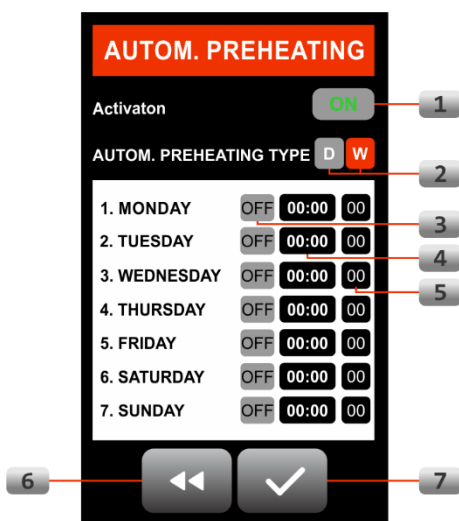 AUTOM. PREHEATING
Activaton ON 1
AUTOM. PREHEATING TYPE D W
2
1. MONDAY OFF 00:00 00
3
2. TUESDAY OFF 00:00 00
4
3. WEDNESDAY OFF 00:00 00
5
4. THURSDAY OFF 00:00 00
5. FRIDAY OFF 00:00 00
6. SATURDAY OFF 00:00 00
7. SUNDAY OFF 00:00 00
6 7